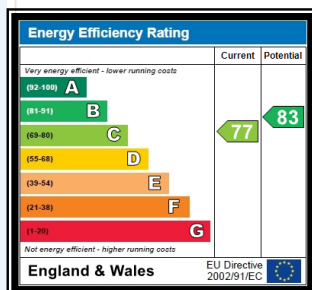 Energy Efficiency Rating
Current Potential
Very energy efficient - lower running costs
(92-100) A
(81-91) B
(69-80) C
(55-68) D
(39-54) E
(21-38) F
(1-20) G
77
83
Not energy efficient - higher running costs
England & Wales
EU Directive
2002/91/EC